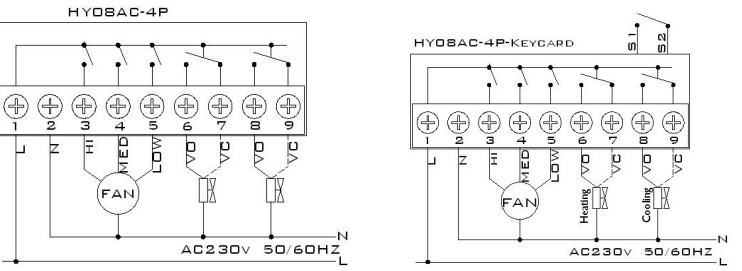 HY08AC-4P
1 2 3 4 5 6 7 8 9
L N HI MED LOW VO VC VO VC
FAN
N
AC230V 50/60HZ
L
HY08AC-4P-KEYCARD
S1 S2
1 2 3 4 5 6 7 8 9
L N HI MED LOW VO VC VO VC
FAN
Heating
Cooling
N
AC230V 50/60HZ
L